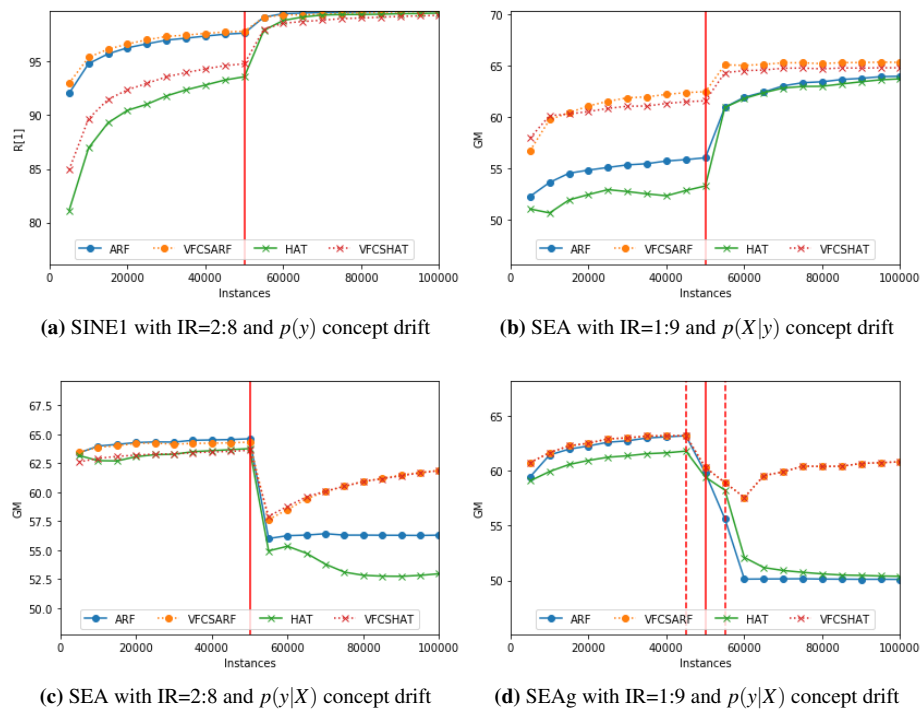 R[1]
95
90
85
80
0 20000 40000 60000 80000 100000
Instances
ARF VFCSARF HAT VFCSHAT
(a) SINE1 with IR=2:8 and p(y) concept drift
GM
70
65
60
55
50
0 20000 40000 60000 80000 100000
Instances
ARF VFCSARF HAT VFCSHAT
(b) SEA with IR=1:9 and p(X|y) concept drift
GM
67.5
65.0
62.5
60.0
57.5
55.0
52.5
50.0
0 20000 40000 60000 80000 100000
Instances
ARF VFCSARF HAT VFCSHAT
(c) SEA with IR=2:8 and p(y|X) concept drift
GM
65
60
55
50
0 20000 40000 60000 80000 100000
Instances
ARF VFCSARF HAT VFCSHAT
(d) SEAg with IR=1:9 and p(y|X) concept drift